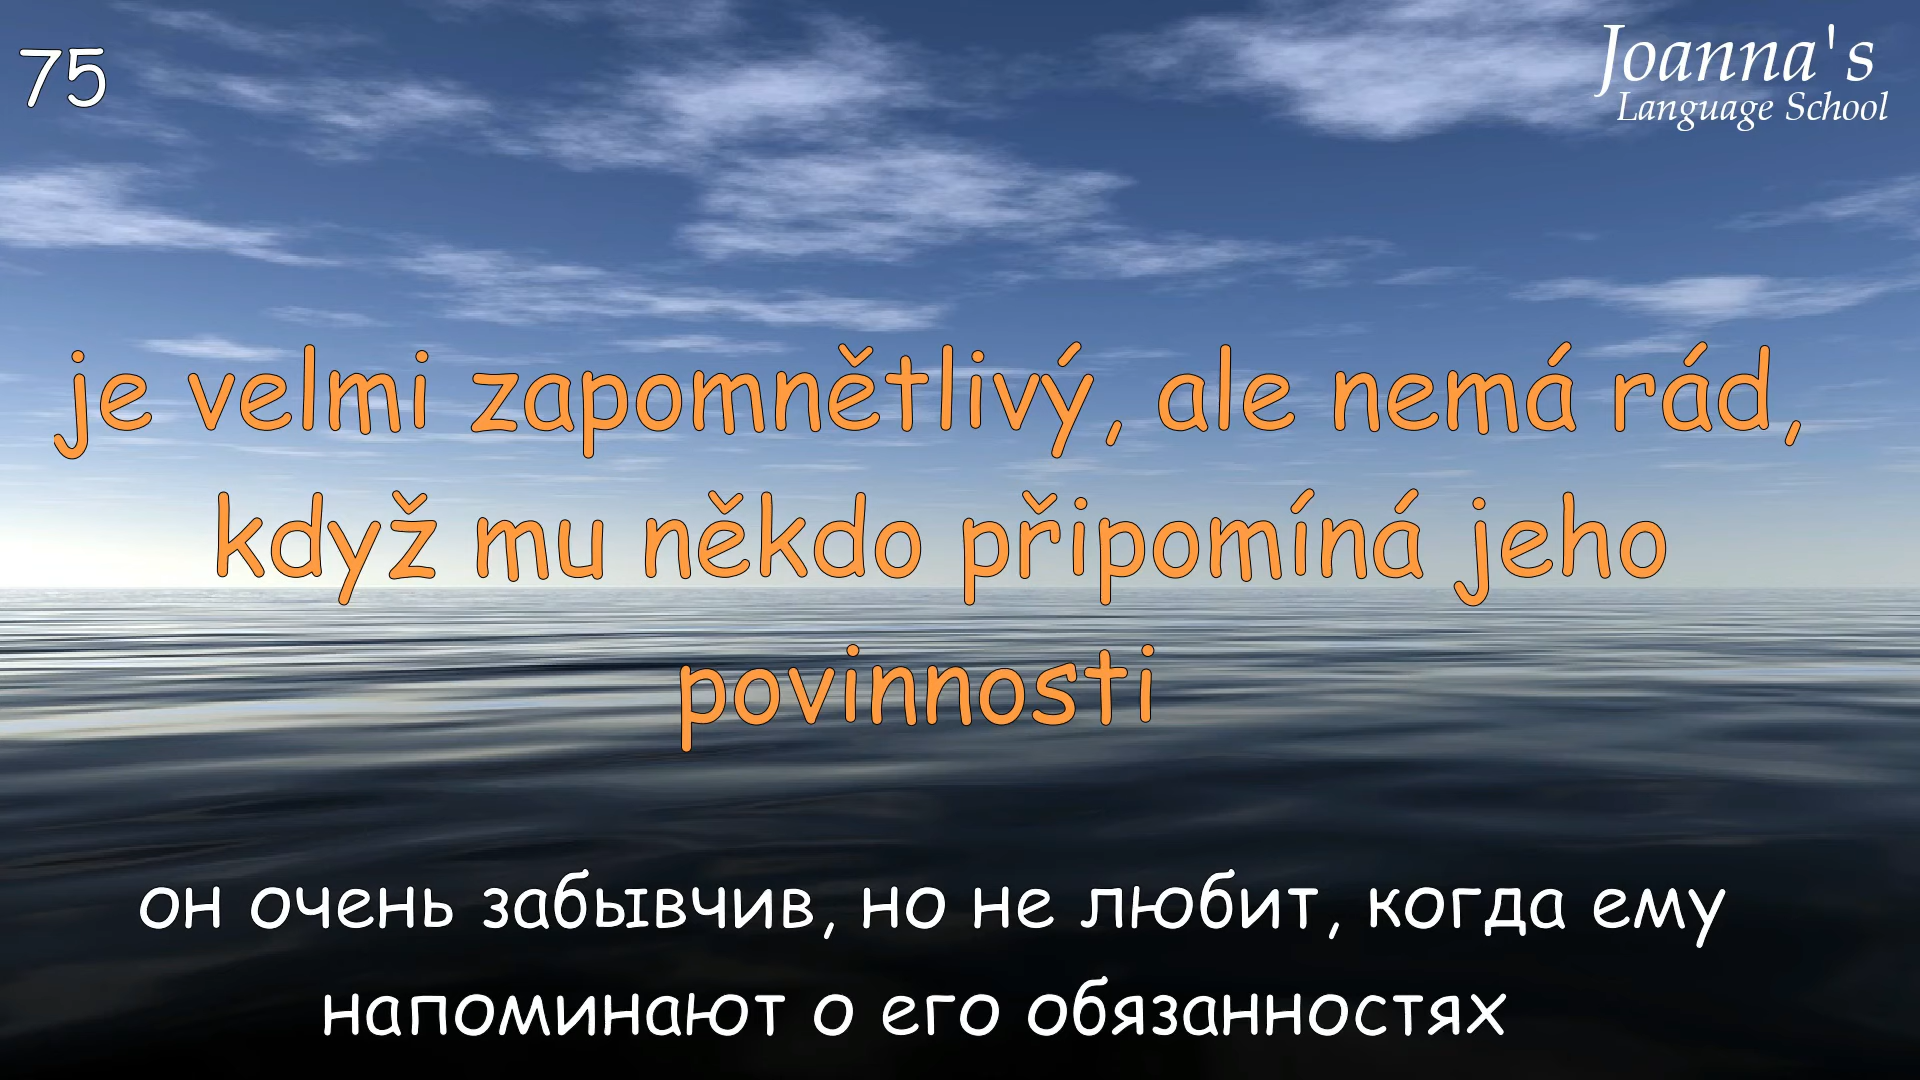 75
Joanna's
Language School
je velmi zapomnětlivý, ale nemá rád,
když mu někdo připomíná jeho
povinnosti
он очень забывчив, но не любит, когда ему
напоминают о его обязанностях